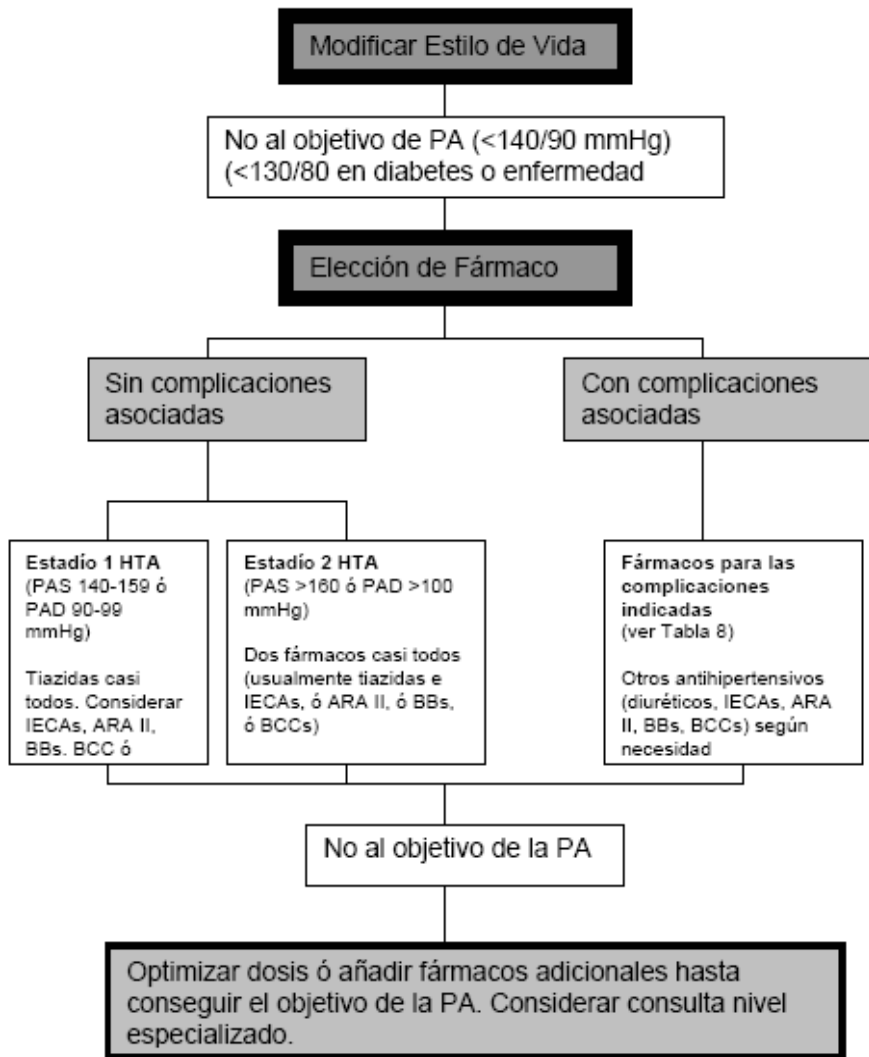 Modificar Estilo de Vida
No al objetivo de PA (<140/90 mmHg)
(<130/80 en diabetes o enfermedad
Elección de Fármaco
Sin complicaciones
asociadas
Con complicaciones
asociadas
Estadío 1 HTA
(PAS 140-159 ó
PAD 90-99
mmHg)
Tiazidas casi
todos. Considerar
IECAs, ARA II,
BBs. BCC ó
Estadío 2 HTA
(PAS >160 ó PAD >100
mmHg)
Dos fármacos casi todos
(usualmente tiazidas e
IECAs, ó ARA II, ó BBs,
ó BCCs)
Fármacos para las
complicaciones
indicadas
(ver Tabla 8)
Otros antihipertensivos
(diuréticos, IECAs, ARA
II, BBs, BCCs) según
necesidad
No al objetivo de la PA
Optimizar dosis ó añadir fármacos adicionales hasta
conseguir el objetivo de la PA. Considerar consulta nivel
especializado.